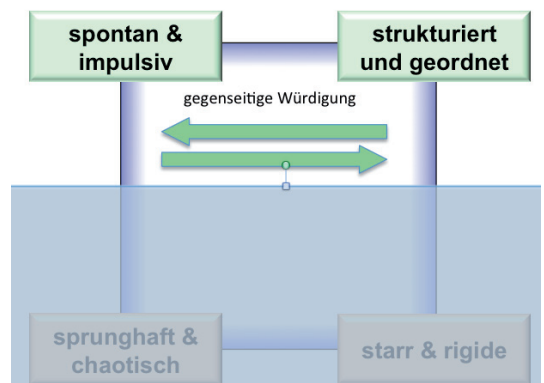 spontan &
impulsiv
strukturiert
und geordnet
gegenseitige Würdigung
sprunghaft &
chaotisch
starr & rigide